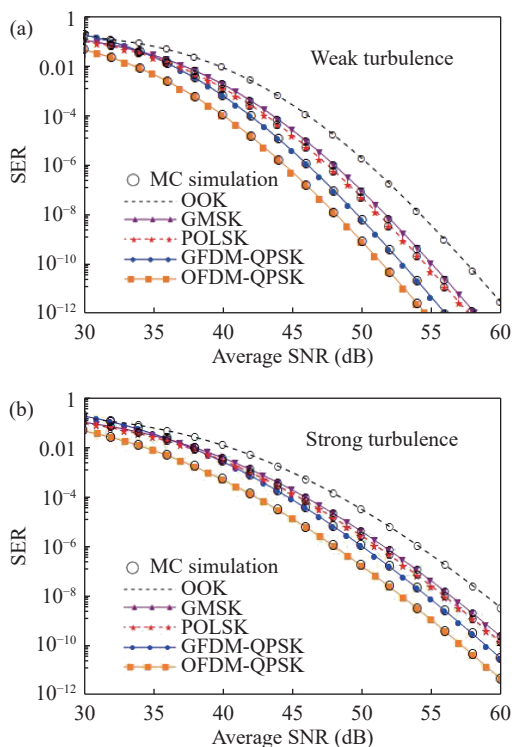 (a)
Weak turbulence
SER
1
0.01
10⁻⁴
10⁻⁶
10⁻⁸
10⁻¹⁰
10⁻¹²
MC simulation
OOK
GMSK
POLSK
GFDM-QPSK
OFDM-QPSK
30 35 40 45 50 55 60
Average SNR (dB)
(b)
Strong turbulence
SER
1
0.01
10⁻⁴
10⁻⁶
10⁻⁸
10⁻¹⁰
10⁻¹²
MC simulation
OOK
GMSK
POLSK
GFDM-QPSK
OFDM-QPSK
30 35 40 45 50 55 60
Average SNR (dB)